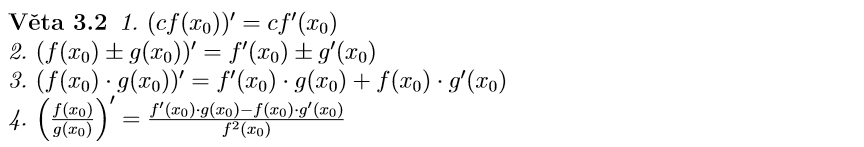 Věta 3.2 1. (cf(x₀))′ = cf′(x₀)
2. (f(x₀) ± g(x₀))′ = f′(x₀) ± g′(x₀)
3. (f(x₀) · g(x₀))′ = f′(x₀) · g(x₀) + f(x₀) · g′(x₀)
4. (f(x₀)/g(x₀))′ = f′(x₀)·g(x₀)−f(x₀)·g′(x₀)/f²(x₀)